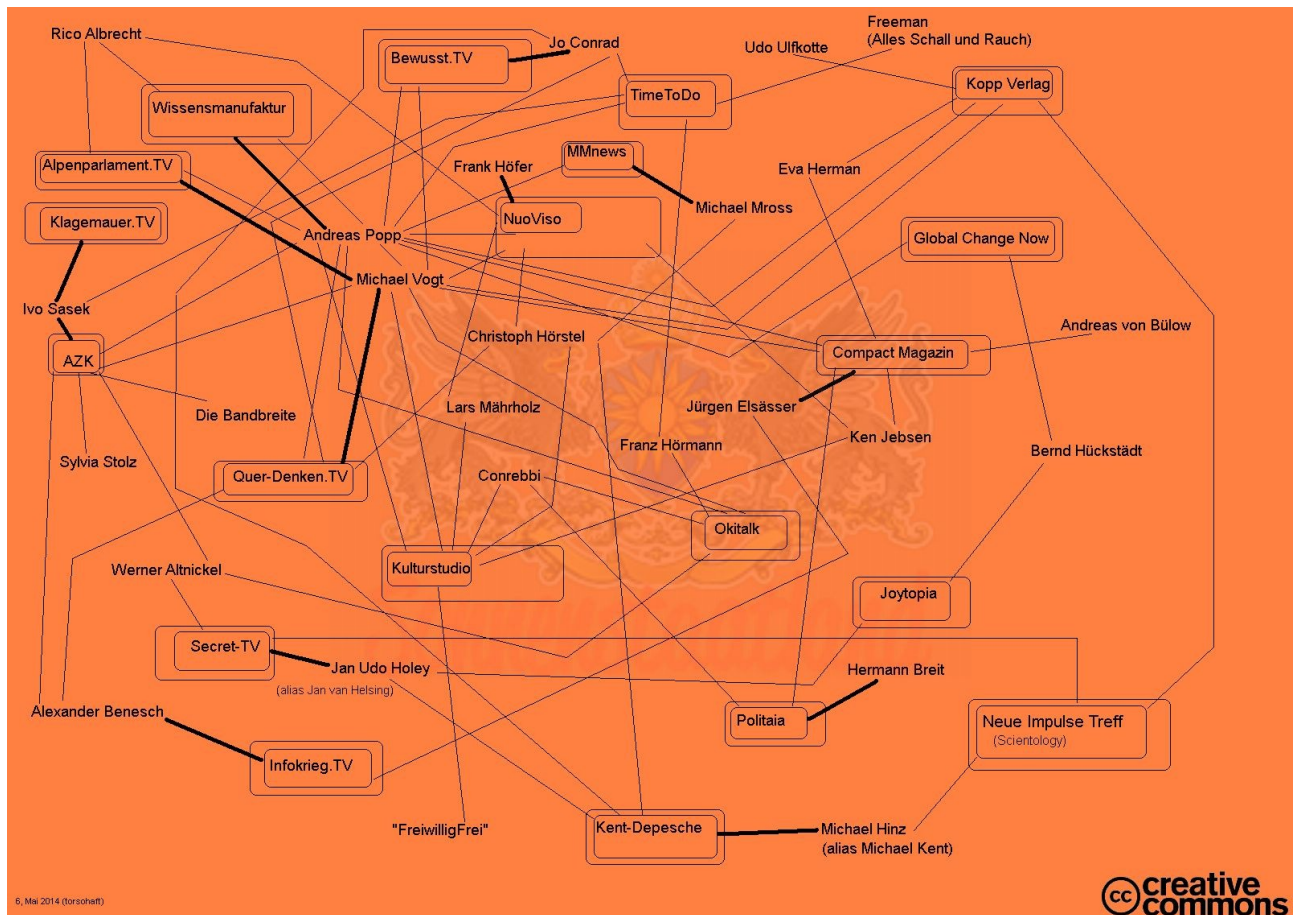 Rico Albrecht
Jo Conrad
Freeman
(Alles Schall und Rauch)
Udo Ulfkotte
Bewusst.TV
Kopp Verlag
TimeToDo
Wissensmanufaktur
Alpenparlament.TV
Frank Höfer
MMnews
Eva Herman
Michael Mross
Klagemauer.TV
NuoViso
Andreas Popp
Global Change Now
Michael Vogt
Ivo Sasek
Christoph Hörstel
Andreas von Bülow
AZK
Compact Magazin
Die Bandbreite
Lars Mährholz
Jürgen Elsässer
Franz Hörmann
Ken Jebsen
Bernd Hückstädt
Sylvia Stolz
Quer-Denken.TV
Conrebbi
Okitalk
Werner Altnickel
Kulturstudio
Joytopia
Secret-TV
Jan Udo Holey
(alias Jan van Helsing)
Hermann Breit
Alexander Benesch
Politaia
Neue Impulse Treff
(Scientology)
Infokrieg.TV
"FreiwilligFrei"
Kent-Depesche
Michael Hinz
(alias Michael Kent)
6, Mai 2014 (torsohaft)
cc creative
commons